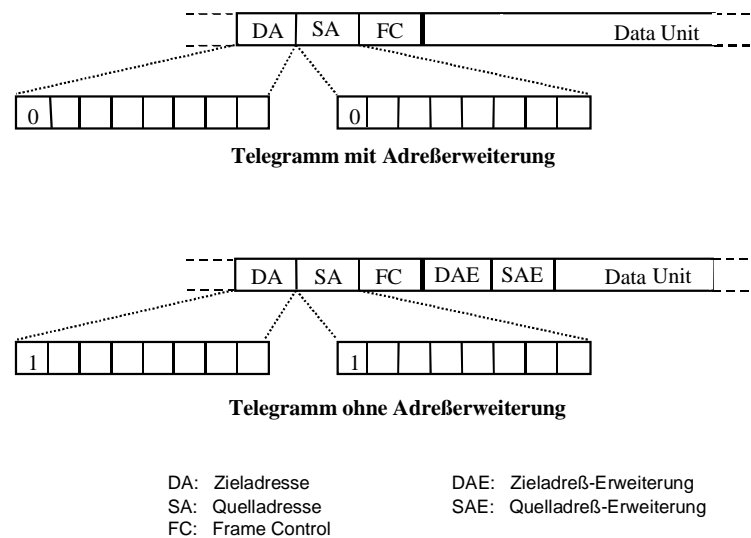 DA SA FC Data Unit
0 0
Telegramm mit Adreßerweiterung
DA SA FC DAE SAE Data Unit
1 1
Telegramm ohne Adreßerweiterung
DA: Zieladresse DAE: Zieladreß-Erweiterung
SA: Quelladresse SAE: Quelladreß-Erweiterung
FC: Frame Control